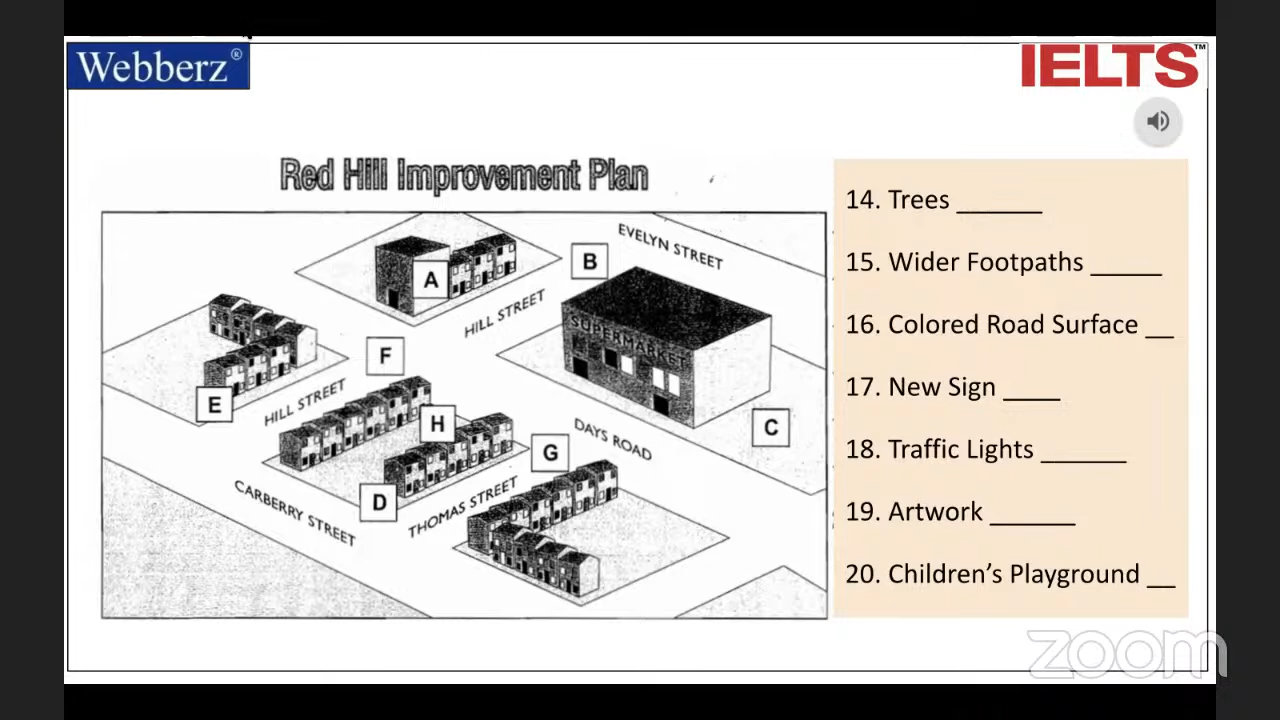 Webberz®
IELTS™
Red Hill Improvement Plan
EVELYN STREET
B
A
HILL STREET
SUPERMARKET
F
E
HILL STREET
H
C
DAYS ROAD
G
D
THOMAS STREET
CARBERRY STREET
14. Trees ______
15. Wider Footpaths _____
16. Colored Road Surface __
17. New Sign ____
18. Traffic Lights ______
19. Artwork ______
20. Children’s Playground __
zoom